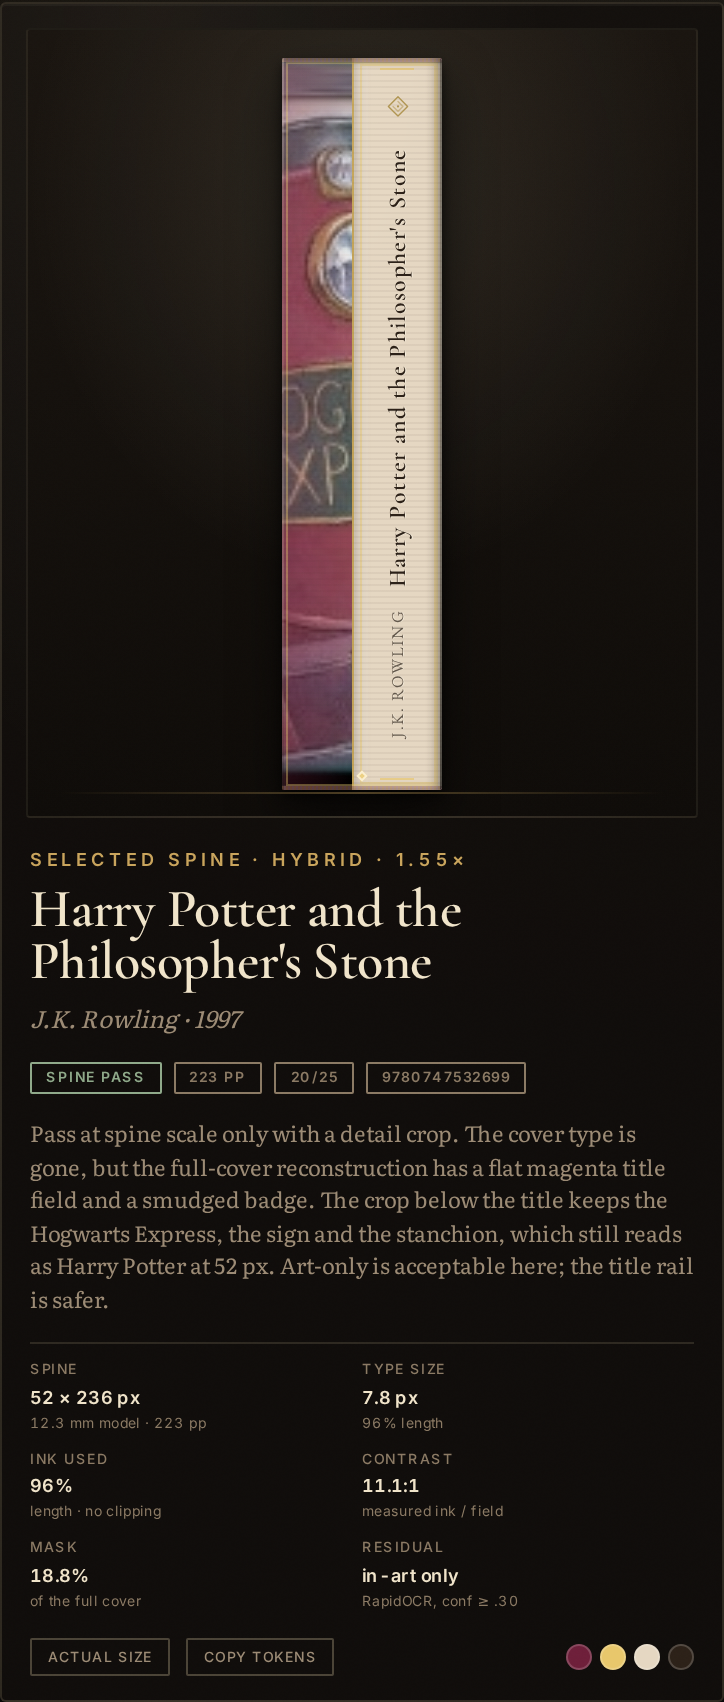 OG
XP
J.K. ROWLING Harry Potter and the Philosopher's Stone
SELECTED SPINE · HYBRID · 1.55×
Harry Potter and the
Philosopher's Stone
J.K. Rowling · 1997
SPINE PASS 223 PP 20/25 9780747532699
Pass at spine scale only with a detail crop. The cover type is
gone, but the full-cover reconstruction has a flat magenta title
field and a smudged badge. The crop below the title keeps the
Hogwarts Express, the sign and the stanchion, which still reads
as Harry Potter at 52 px. Art-only is acceptable here; the title rail
is safer.
SPINE TYPE SIZE
52 × 236 px 7.8 px
12.3 mm model · 223 pp 96% length
INK USED CONTRAST
96% 11.1:1
length · no clipping measured ink / field
MASK RESIDUAL
18.8% in-art only
of the full cover RapidOCR, conf ≥ .30
ACTUAL SIZE COPY TOKENS